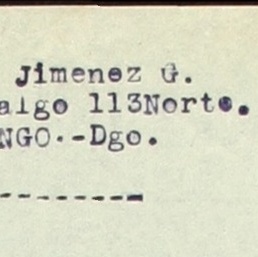 Jimenez G.
algo 113Norte.
NGO.-Dgo.
---------